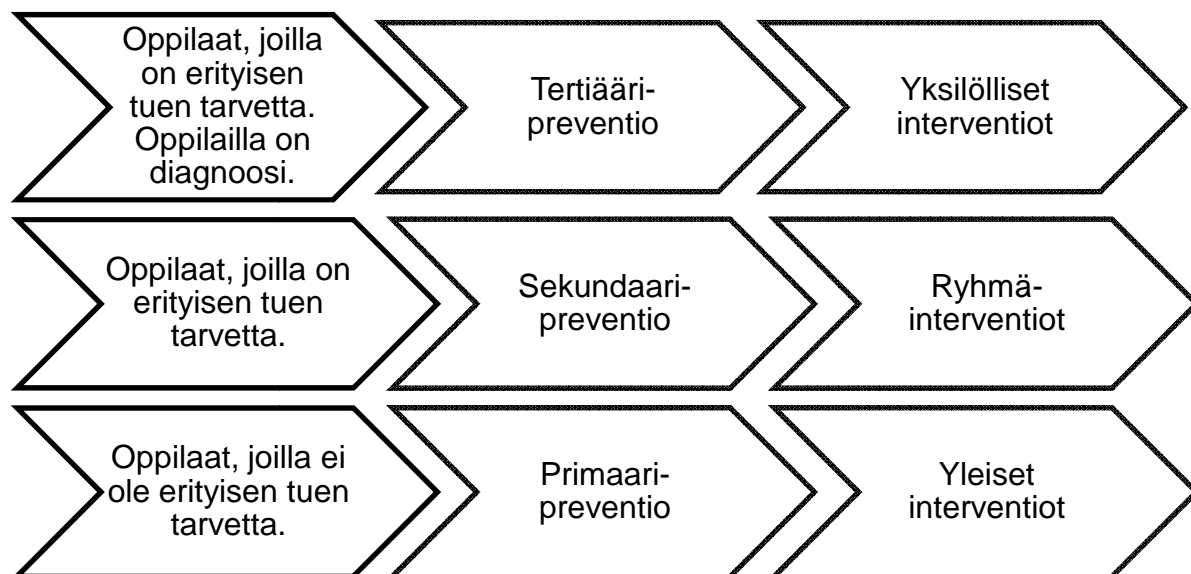 Oppilaat, joilla
on erityisen
tuen tarvetta.
Oppilailla on
diagnoosi.
Tertiääri-
preventio
Yksilölliset
interventiot
Oppilaat, joilla on
erityisen tuen
tarvetta.
Sekundaari-
preventio
Ryhmä-
interventiot
Oppilaat, joilla ei
ole erityisen tuen
tarvetta.
Primaari-
preventio
Yleiset
interventiot